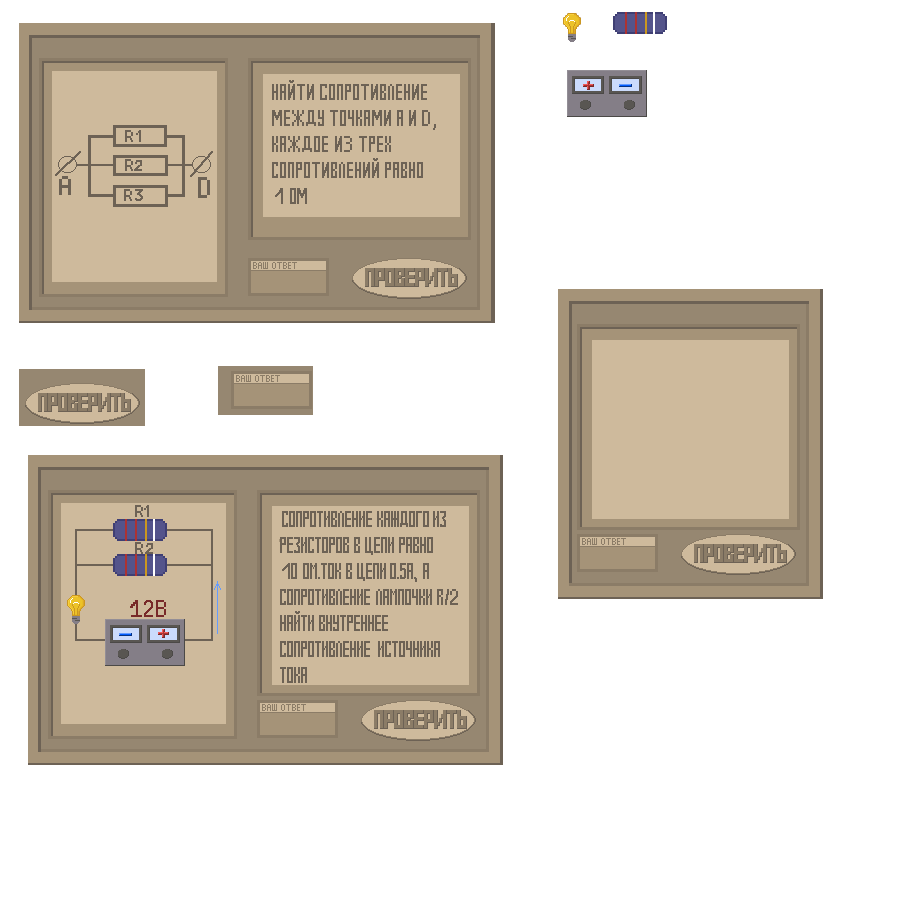 R1
R2
R3
A
D
НАЙТИ СОПРОТИВЛЕНИЕ
МЕЖДУ ТОЧКАМИ А И D,
КАЖДОЕ ИЗ ТРЕХ
СОПРОТИВЛЕНИЙ РАВНО
1 ОМ
ВАШ ОТВЕТ
ПРОВЕРИТЬ
+ −
ПРОВЕРИТЬ
ВАШ ОТВЕТ
ВАШ ОТВЕТ
ПРОВЕРИТЬ
R1
R2
12В
− +
СОПРОТИВЛЕНИЕ КАЖДОГО ИЗ
РЕЗИСТОРОВ В ЦЕПИ РАВНО
10 ОМ.ТОК В ЦЕПИ 0.5А, А
СОПРОТИВЛЕНИЕ ЛАМПОЧКИ R/2
НАЙТИ ВНУТРЕННЕЕ
СОПРОТИВЛЕНИЕ ИСТОЧНИКА
ТОКА
ВАШ ОТВЕТ
ПРОВЕРИТЬ